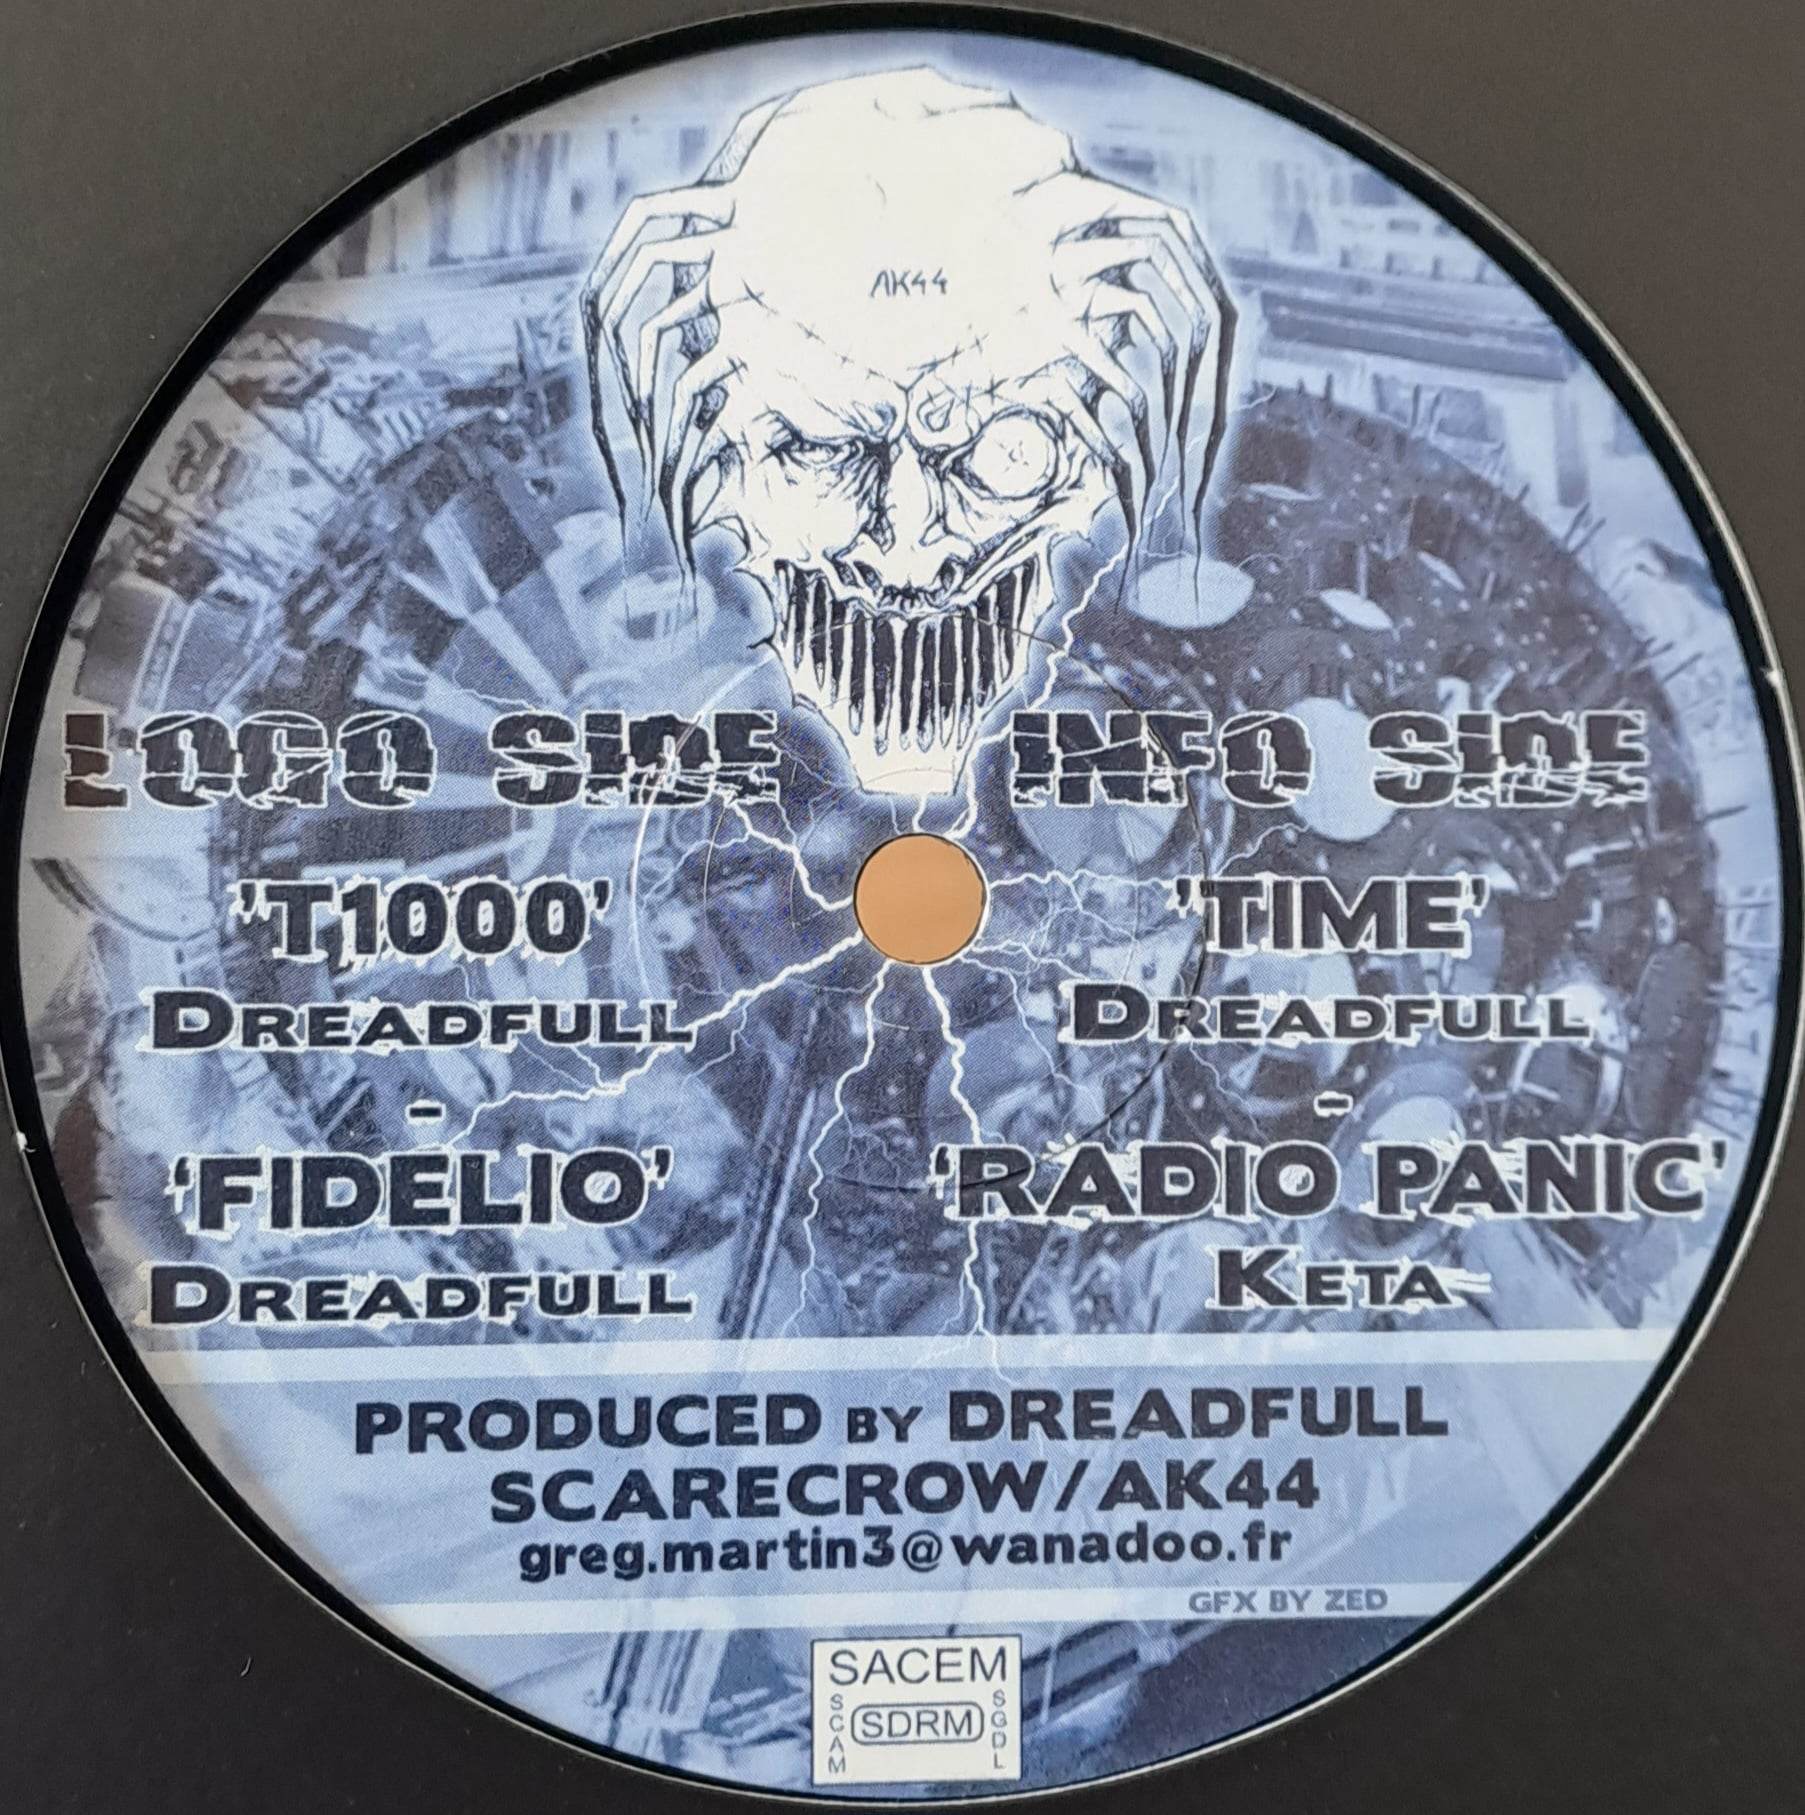 AK44
LOGO SIDE
'T1000'
DREADFULL
-
'FIDELIO'
DREADFULL
INFO SIDE
'TIME'
DREADFULL
-
'RADIO PANIC'
KETA
PRODUCED BY DREADFULL
SCARECROW/AK44
greg.martin3@wanadoo.fr
GFX BY ZED
SACEM
SCAM
SDRM
SGDL